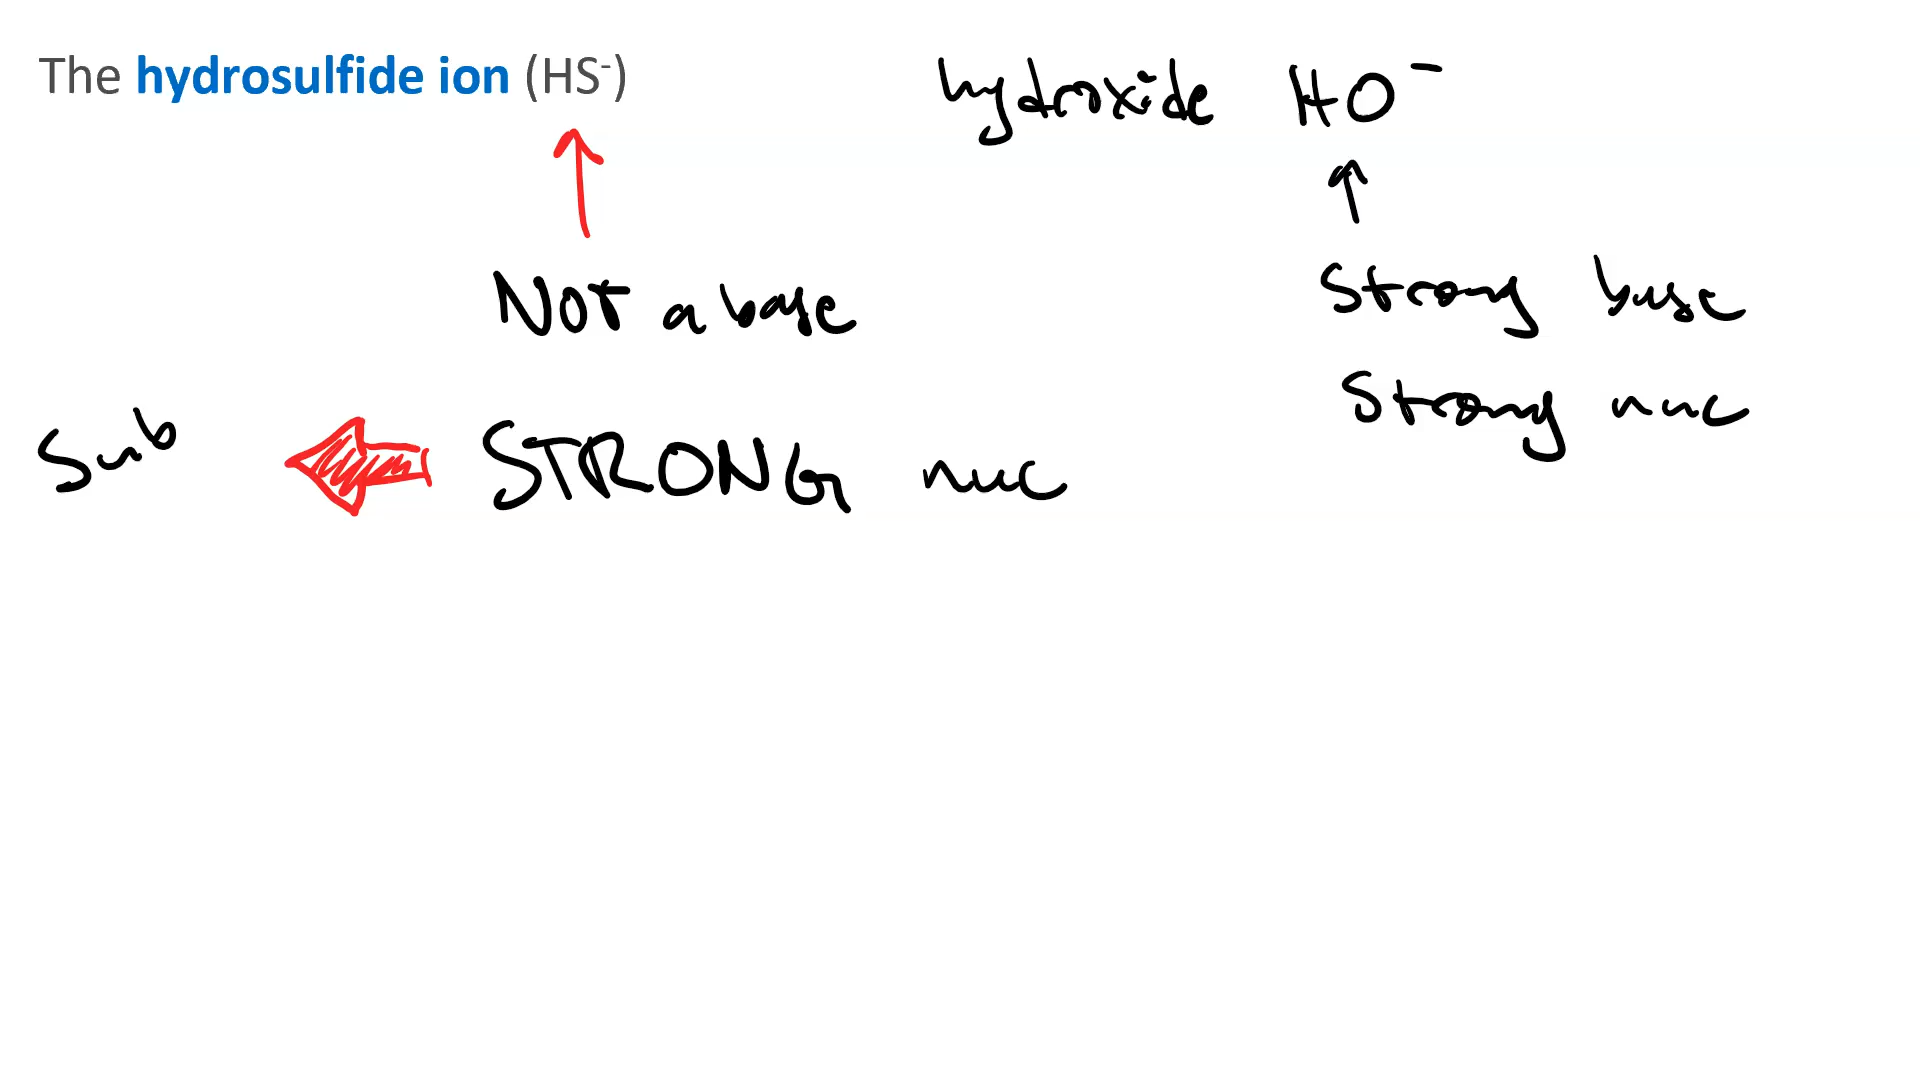 The hydrosulfide ion (HS⁻)
hydroxide HO⁻
NOT a base
Strong base
Strong nuc
Sub
STRONG nuc